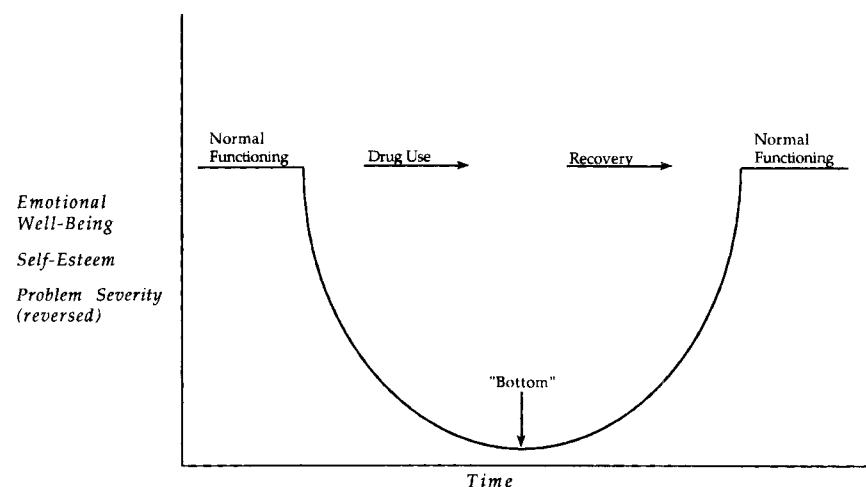 Normal
Functioning
Drug Use
Recovery
Normal
Functioning
Emotional
Well-Being
Self-Esteem
Problem Severity
(reversed)
"Bottom"
Time